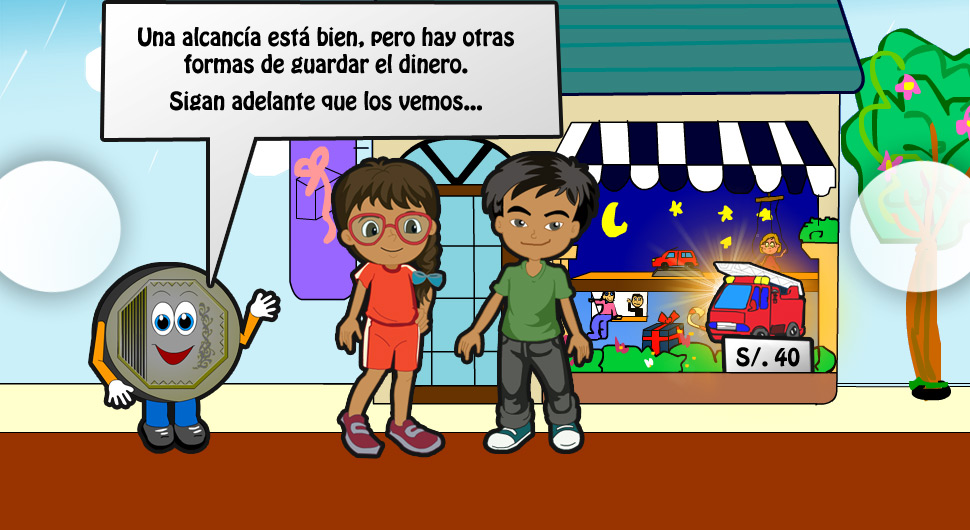 Una alcancía está bien, pero hay otras
formas de guardar el dinero.
Sigan adelante que los vemos...
S/. 40